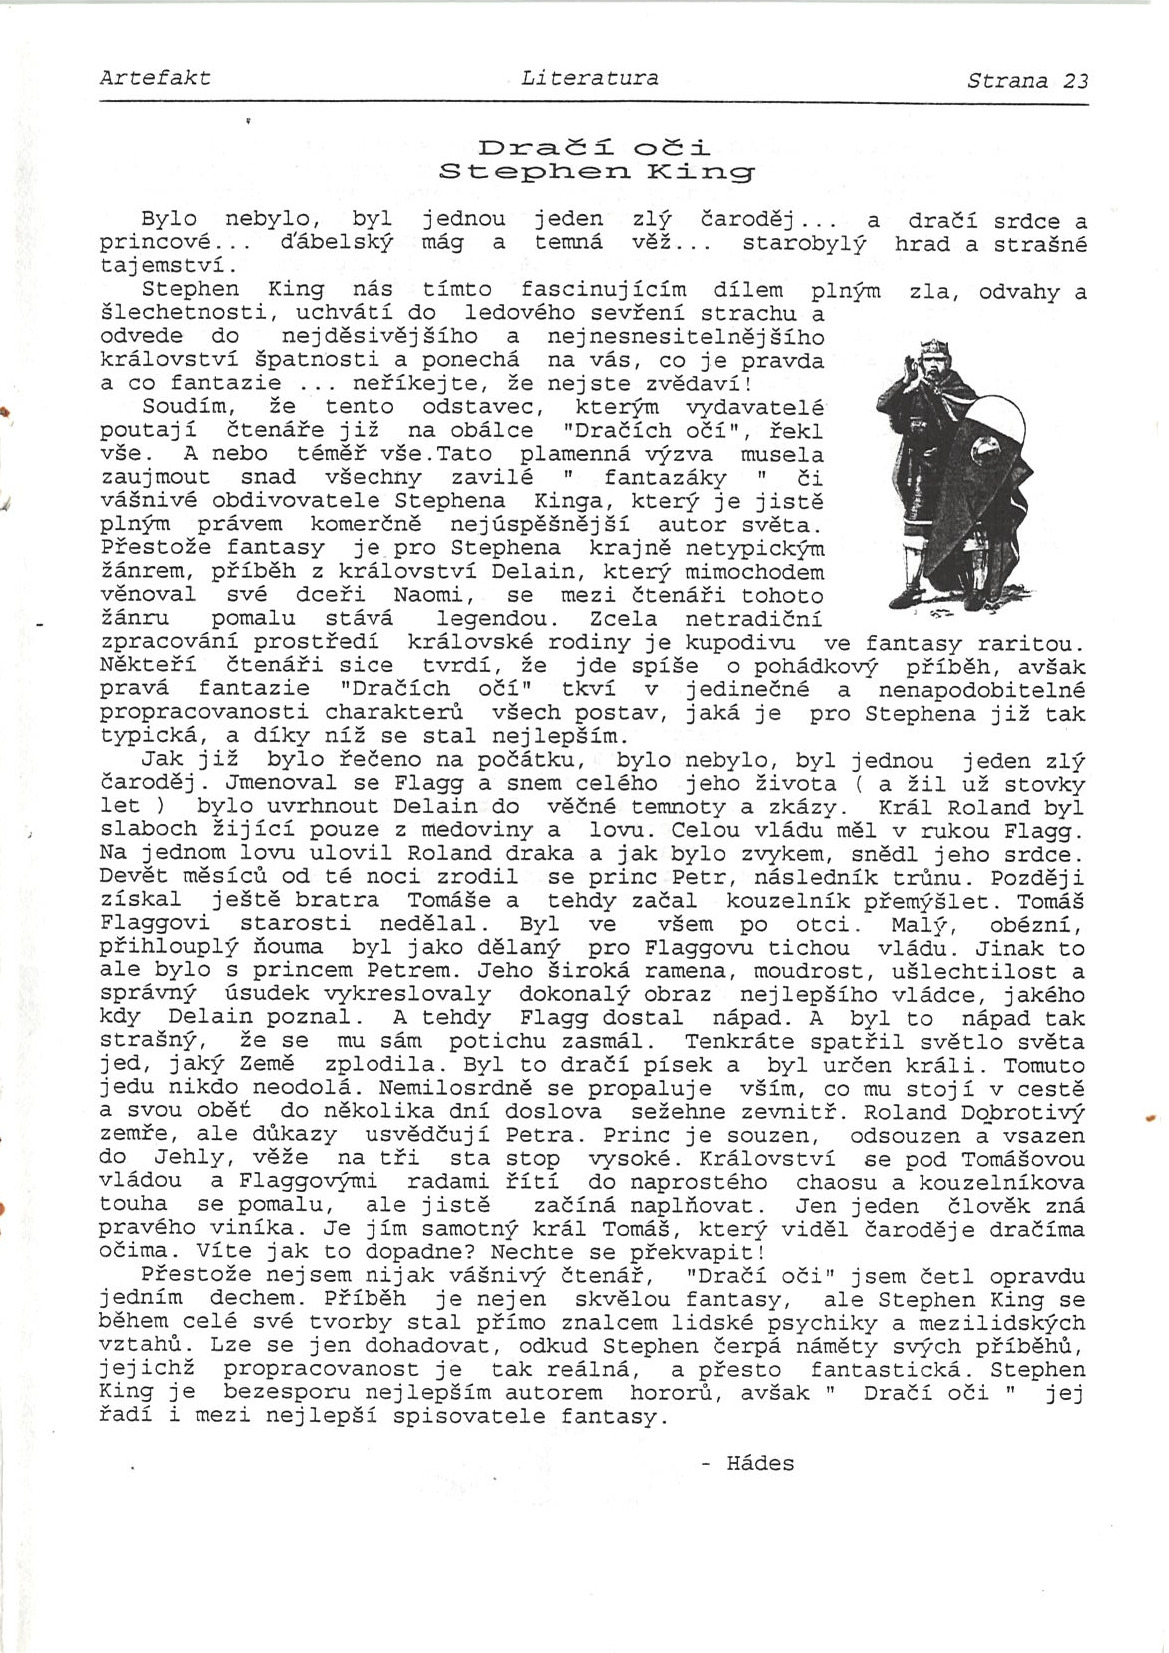 Artefakt Literatura Strana 23
Dračí oči
Stephen King
Bylo nebylo, byl jednou jeden zlý čaroděj... a dračí srdce a
princové... ďábelský mág a temná věž... starobylý hrad a strašné
tajemství.
Stephen King nás tímto fascinujícím dílem plným zla, odvahy a
šlechetnosti, uchvátí do ledového sevření strachu a
odvede do nejděsivějšího a nejnesnesitelnějšího
království špatnosti a ponechá na vás, co je pravda
a co fantazie ... neříkejte, že nejste zvědaví!
Soudím, že tento odstavec, kterým vydavatelé
poutají čtenáře již na obálce "Dračích očí", řekl
vše. A nebo téměř vše.Tato plamenná výzva musela
zaujmout snad všechny zavilé " fantazáky " či
vášnivé obdivovatele Stephena Kinga, který je jistě
plným právem komerčně nejúspěšnější autor světa.
Přestože fantasy je pro Stephena krajně netypickým
žánrem, příběh z království Delain, který mimochodem
věnoval své dceři Naomi, se mezi čtenáři tohoto
žánru pomalu stává legendou. Zcela netradiční
zpracování prostředí královské rodiny je kupodivu ve fantasy raritou.
Někteří čtenáři sice tvrdí, že jde spíše o pohádkový příběh, avšak
pravá fantazie "Dračích očí" tkví v jedinečné a nenapodobitelné
propracovanosti charakterů všech postav, jaká je pro Stephena již tak
typická, a díky níž se stal nejlepším.
Jak již bylo řečeno na počátku, bylo nebylo, byl jednou jeden zlý
čaroděj. Jmenoval se Flagg a snem celého jeho života ( a žil už stovky
let ) bylo uvrhnout Delain do věčné temnoty a zkázy. Král Roland byl
slaboch žijící pouze z medoviny a lovu. Celou vládu měl v rukou Flagg.
Na jednom lovu ulovil Roland draka a jak bylo zvykem, snědl jeho srdce.
Devět měsíců od té noci zrodil se princ Petr, následník trůnu. Později
získal ještě bratra Tomáše a tehdy začal kouzelník přemýšlet. Tomáš
Flaggovi starosti nedělal. Byl ve všem po otci. Malý, obézní,
přihlouplý ňouma byl jako dělaný pro Flaggovu tichou vládu. Jinak to
ale bylo s princem Petrem. Jeho široká ramena, moudrost, ušlechtilost a
správný úsudek vykreslovaly dokonalý obraz nejlepšího vládce, jakého
kdy Delain poznal. A tehdy Flagg dostal nápad. A byl to nápad tak
strašný, že se mu sám potichu zasmál. Tenkráte spatřil světlo světa
jed, jaký Země zplodila. Byl to dračí písek a byl určen králi. Tomuto
jedu nikdo neodolá. Nemilosrdně se propaluje vším, co mu stojí v cestě
a svou oběť do několika dní doslova sežehne zevnitř. Roland Dobrotivý
zemře, ale důkazy usvědčují Petra. Princ je souzen, odsouzen a vsazen
do Jehly, věže na tři sta stop vysoké. Království se pod Tomášovou
vládou a Flaggovými radami řítí do naprostého chaosu a kouzelníkova
touha se pomalu, ale jistě začíná naplňovat. Jen jeden člověk zná
pravého viníka. Je jím samotný král Tomáš, který viděl čaroděje dračíma
očima. Víte jak to dopadne? Nechte se překvapit!
Přestože nejsem nijak vášnivý čtenář, "Dračí oči" jsem četl opravdu
jedním dechem. Příběh je nejen skvělou fantasy, ale Stephen King se
během celé své tvorby stal přímo znalcem lidské psychiky a mezilidských
vztahů. Lze se jen dohadovat, odkud Stephen čerpá náměty svých příběhů,
jejichž propracovanost je tak reálná, a přesto fantastická. Stephen
King je bezesporu nejlepším autorem hororů, avšak " Dračí oči " jej
řadí i mezi nejlepší spisovatele fantasy.
- Hádes